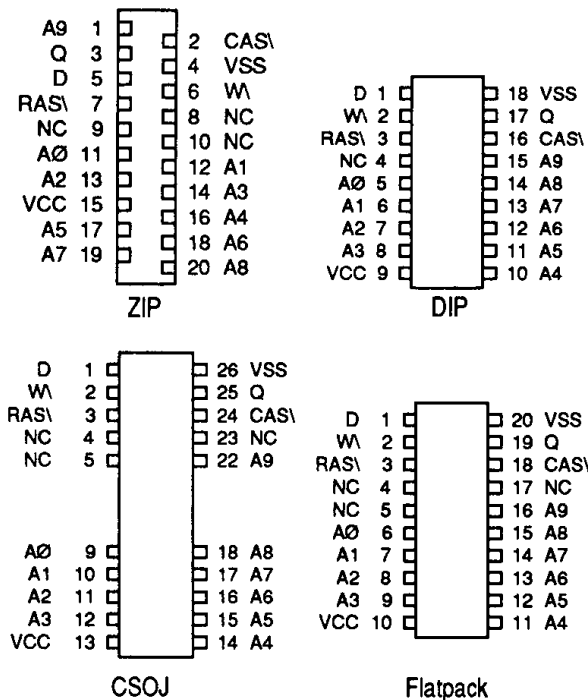 A9 1
2 CAS\
Q 3
4 VSS
D 5
6 W\
RAS\ 7
8 NC
NC 9
10 NC
AØ 11
12 A1
A2 13
14 A3
VCC 15
16 A4
A5 17
18 A6
A7 19
20 A8
ZIP
D 1 18 VSS
W\ 2 17 Q
RAS\ 3 16 CAS\
NC 4 15 A9
AØ 5 14 A8
A1 6 13 A7
A2 7 12 A6
A3 8 11 A5
VCC 9 10 A4
DIP
D 1 26 VSS
W\ 2 25 Q
RAS\ 3 24 CAS\
NC 4 23 NC
NC 5 22 A9
AØ 9 18 A8
A1 10 17 A7
A2 11 16 A6
A3 12 15 A5
VCC 13 14 A4
CSOJ
D 1 20 VSS
W\ 2 19 Q
RAS\ 3 18 CAS\
NC 4 17 NC
NC 5 16 A9
AØ 6 15 A8
A1 7 14 A7
A2 8 13 A6
A3 9 12 A5
VCC 10 11 A4
Flatpack